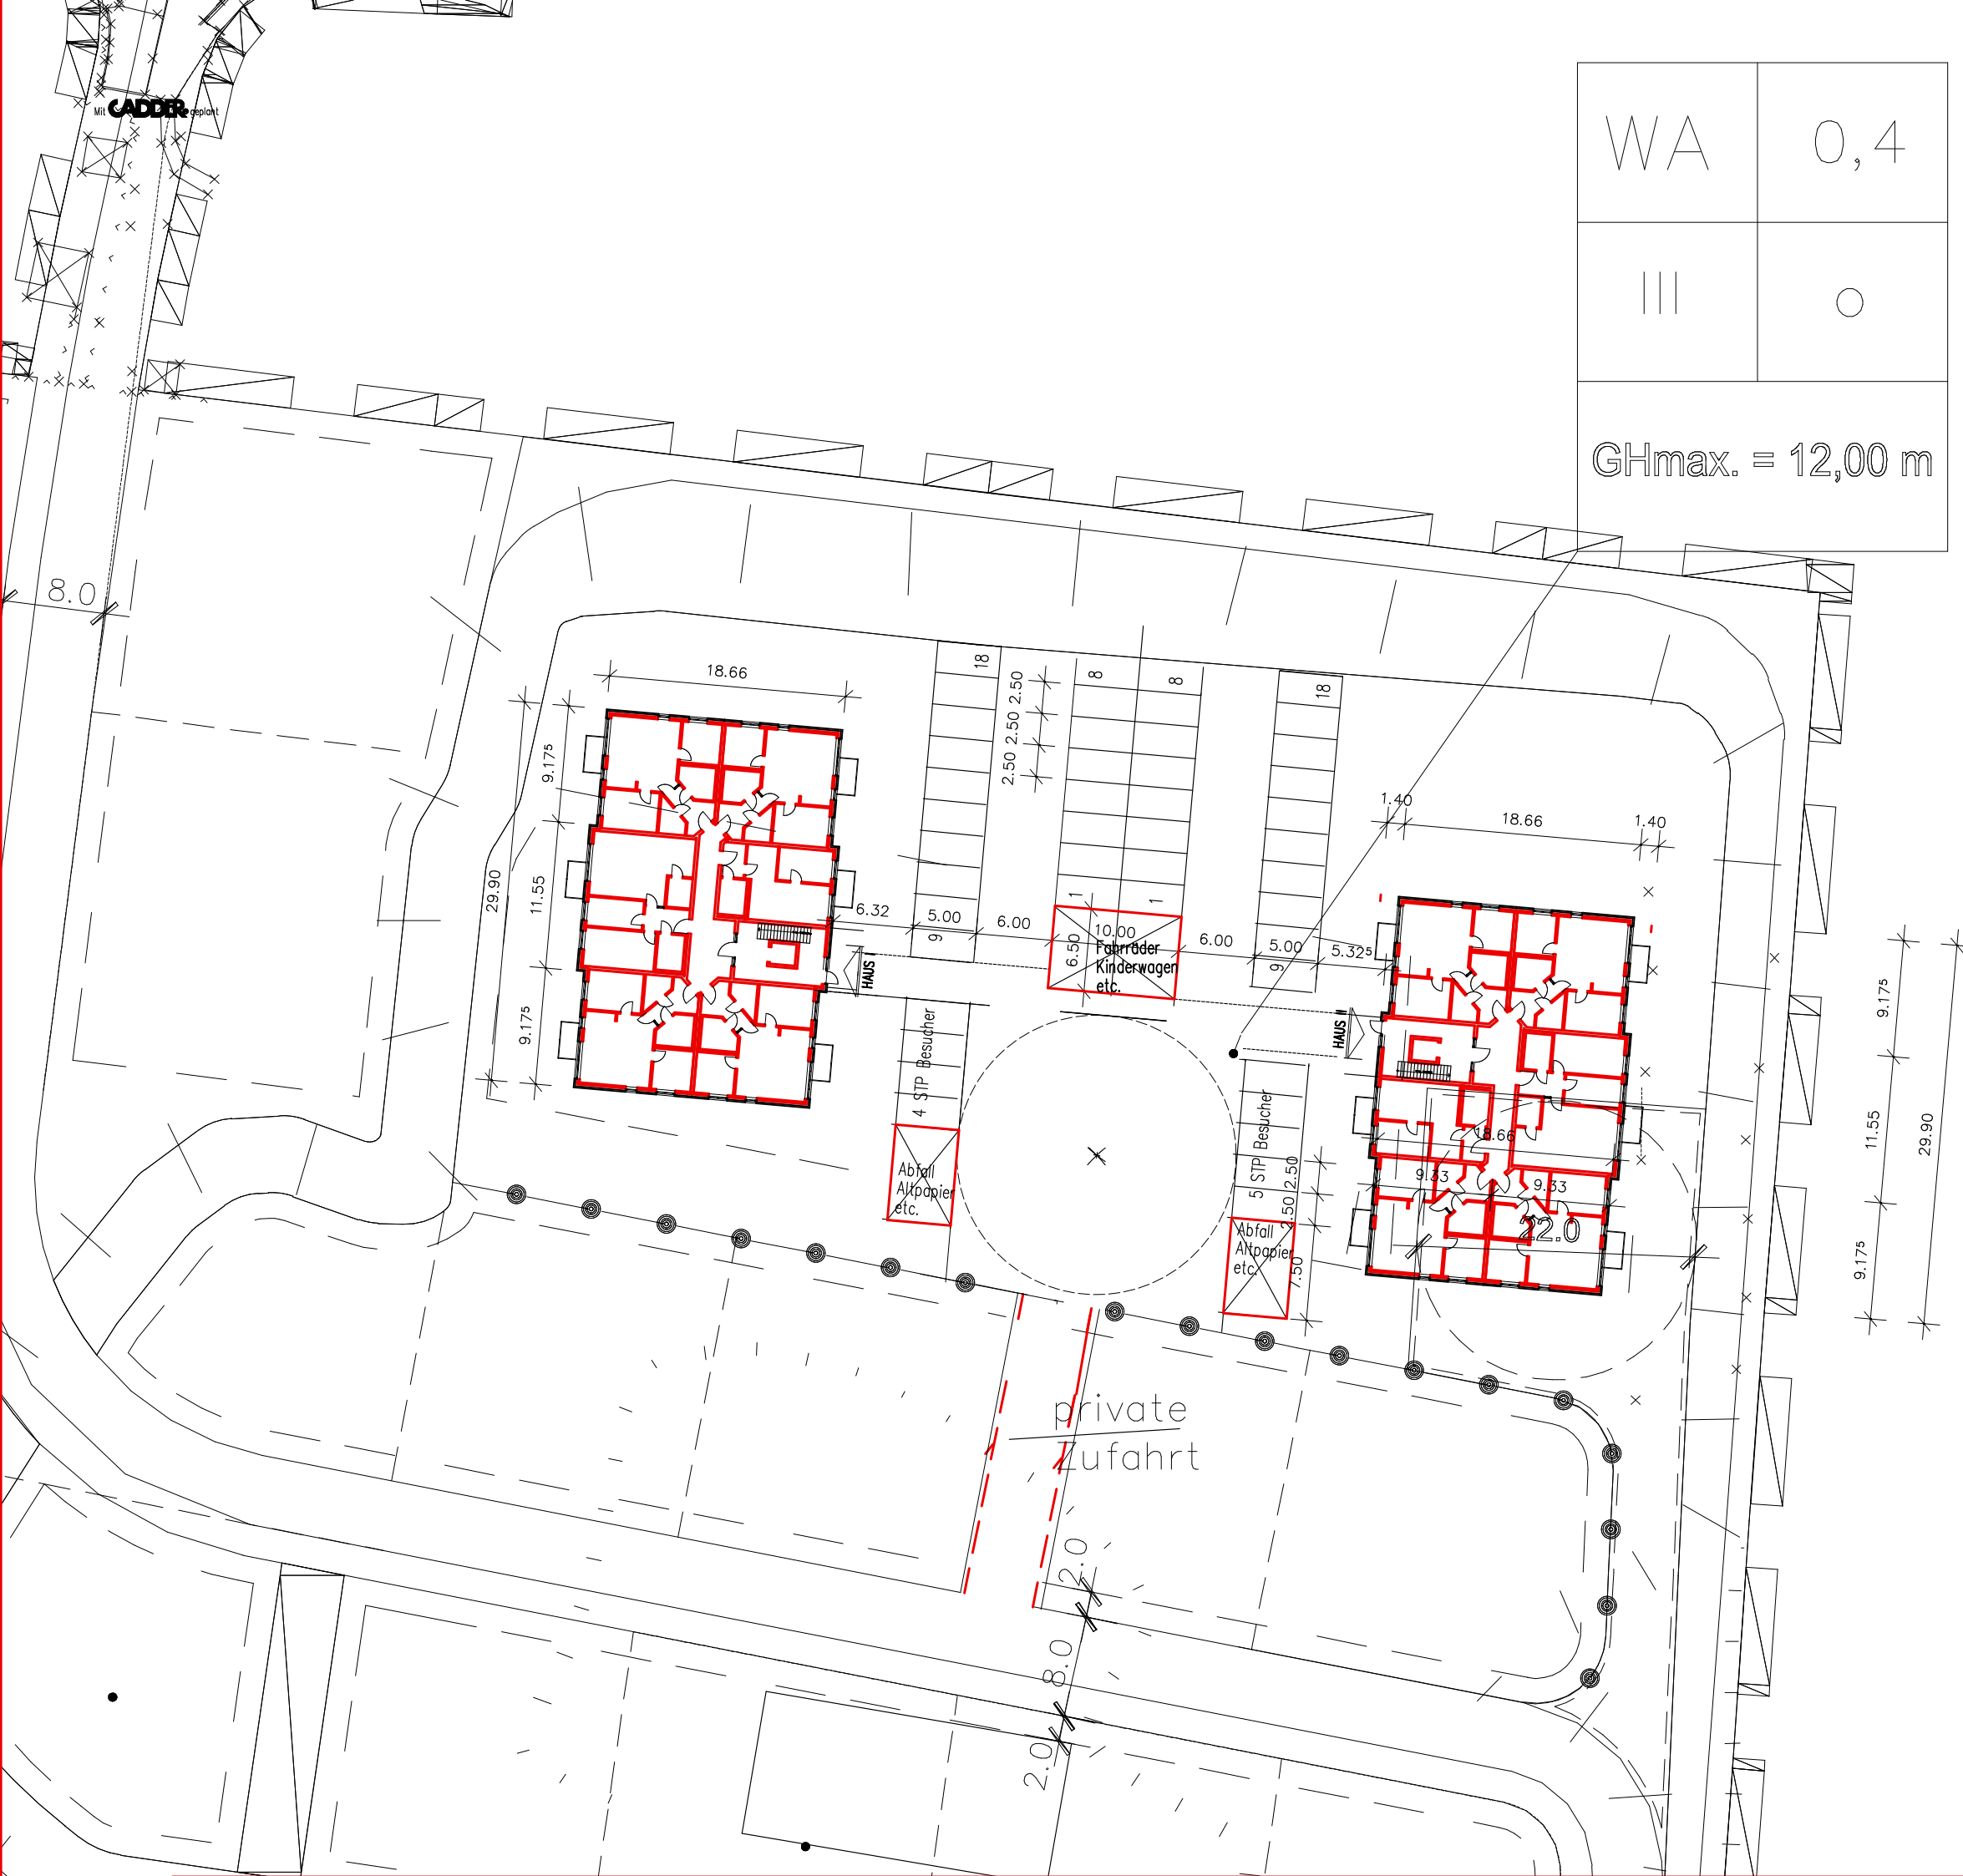 Mit CADDER geplant
WA 0,4
III o
GHmax. = 12,00 m
8.0
18.66
18
8
8
18
2.50 2.50 2.50
9.175
29.90
11.55
9.175
1.40
18.66
1.40
6.32
5.00
6.00
1
1
10.00
6.50
Fahrräder
Kinderwagen
etc.
6.00
5.00
5.325
9
9
HAUS I
HAUS II
4 STP Besucher
5 STP Besucher
Abfall
Altpapier
etc.
Abfall
Altpapier
etc.
2.50 2.50
7.50
18.66
9.33
9.33
22.0
9.175
11.55
29.90
9.175
private
Zufahrt
2.0
8.0
2.0